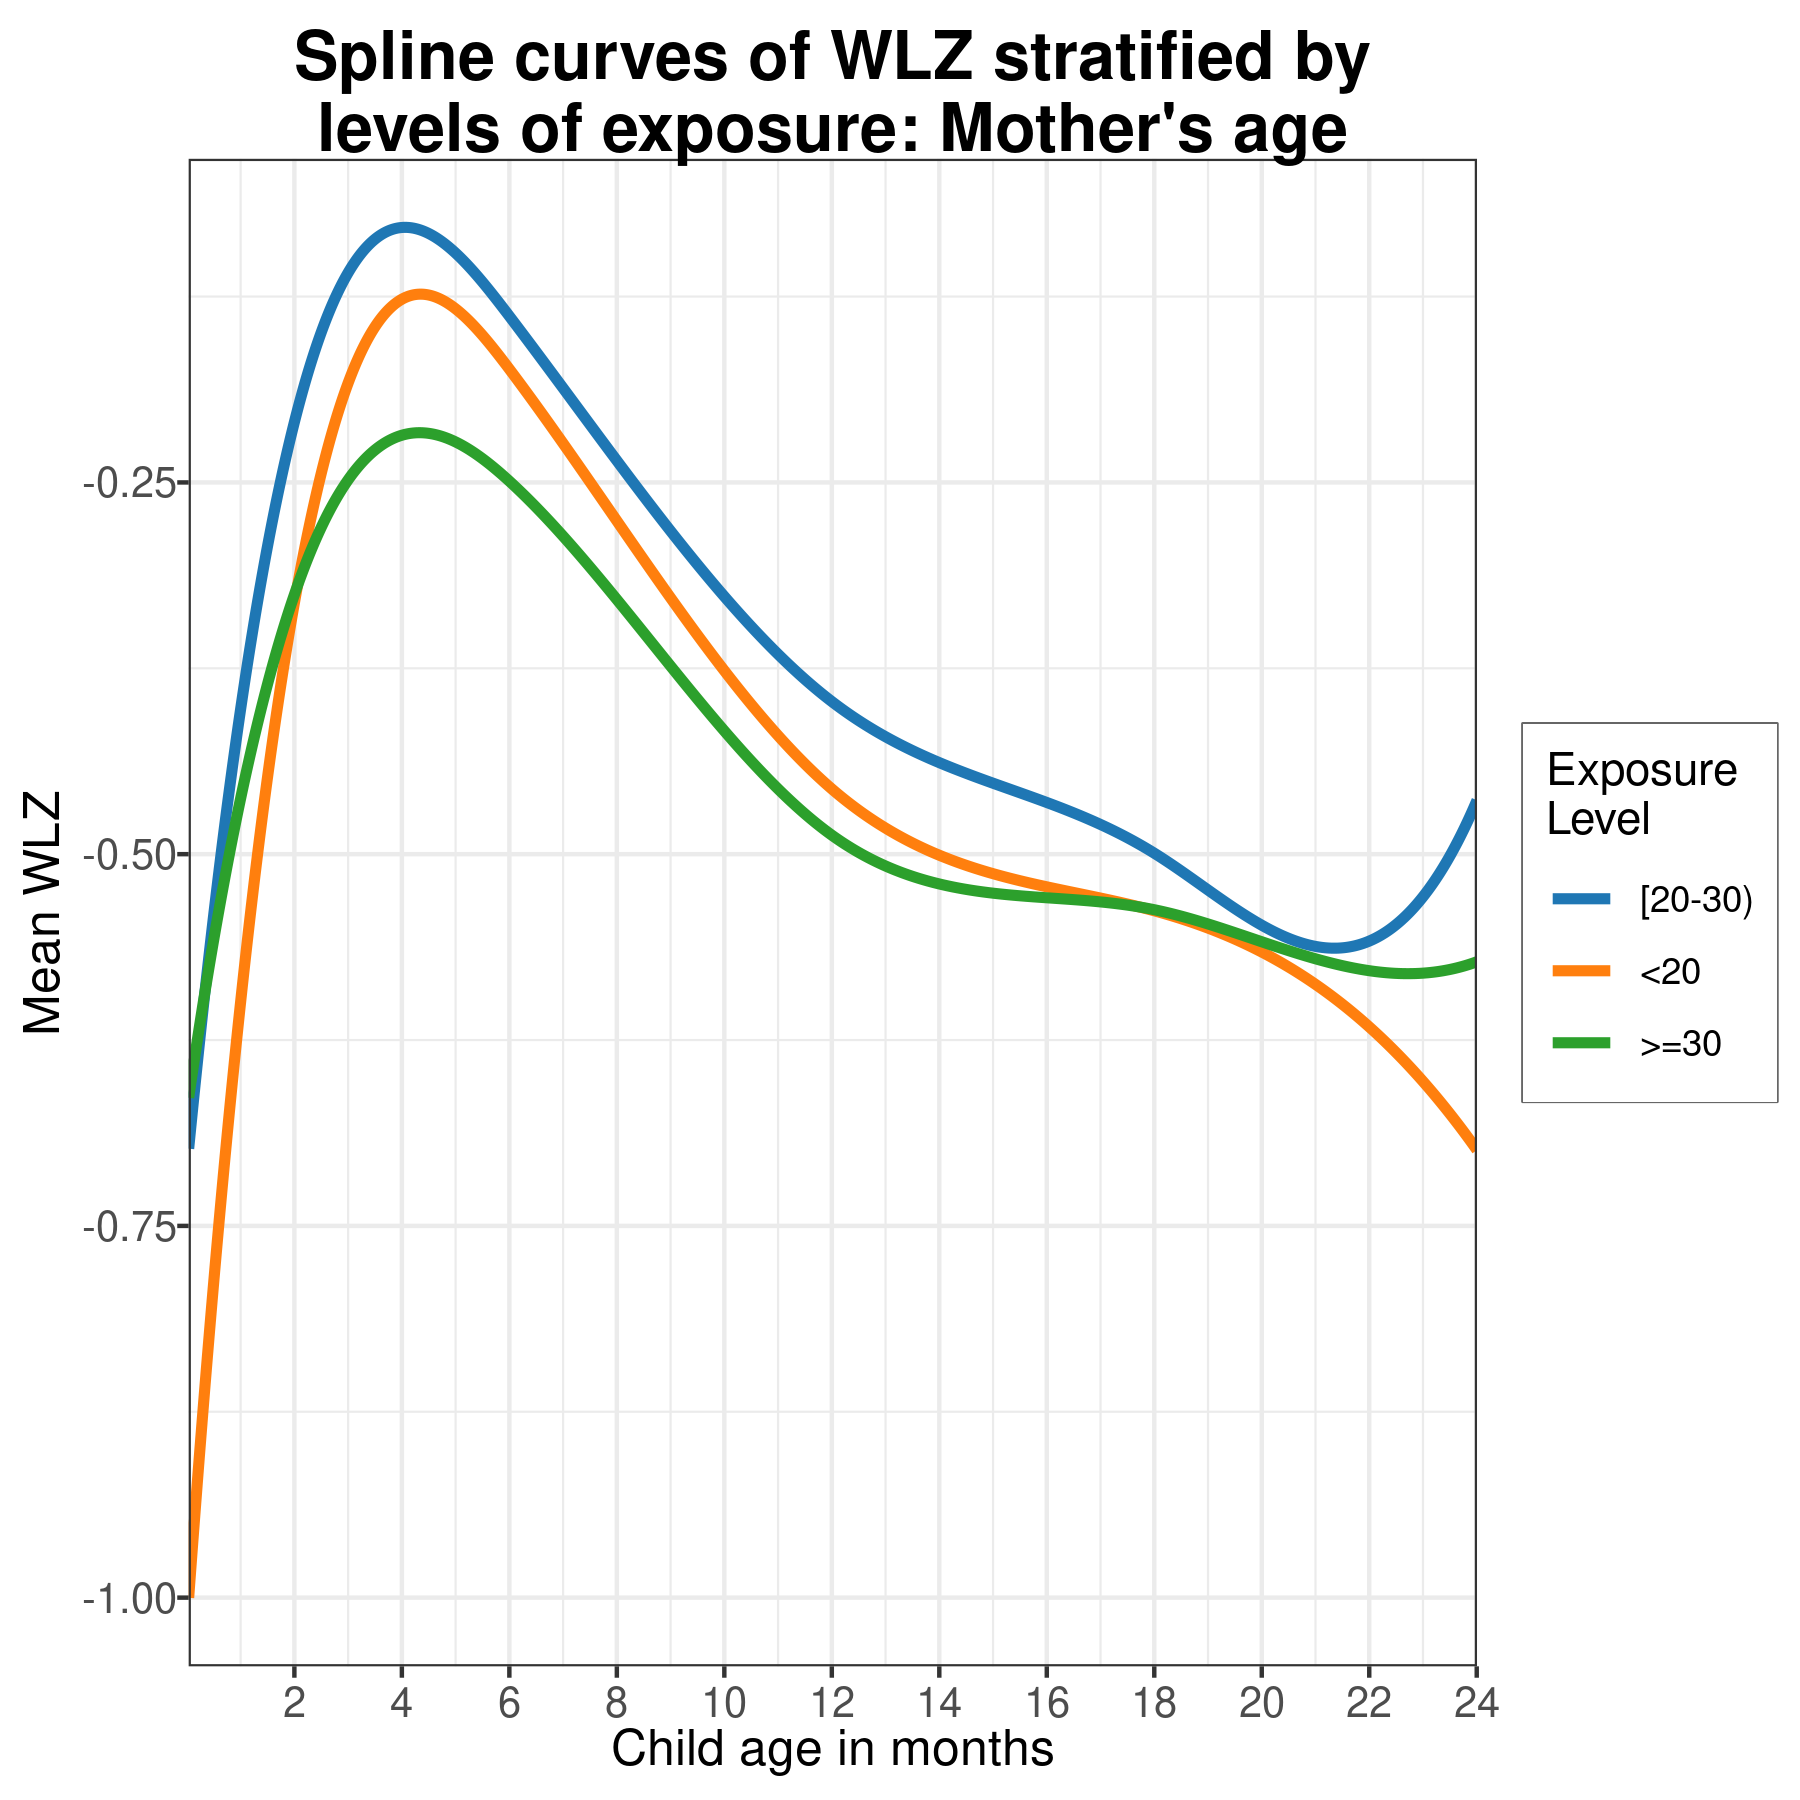 Spline curves of WLZ stratified by
levels of exposure: Mother's age
Mean WLZ
-0.25
-0.50
-0.75
-1.00
2 4 6 8 10 12 14 16 18 20 22 24
Child age in months
Exposure
Level
[20-30)
<20
>=30